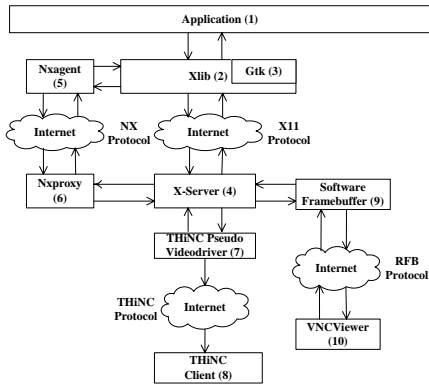 Application (1)
Nxagent
(5)
Xlib (2)
Gtk (3)
Internet
NX
Protocol
Internet
X11
Protocol
Nxproxy
(6)
X-Server (4)
Software
Framebuffer (9)
THiNC Pseudo
Videodriver (7)
Internet
RFB
Protocol
THiNC
Protocol
Internet
VNCViewer
(10)
THiNC
Client (8)